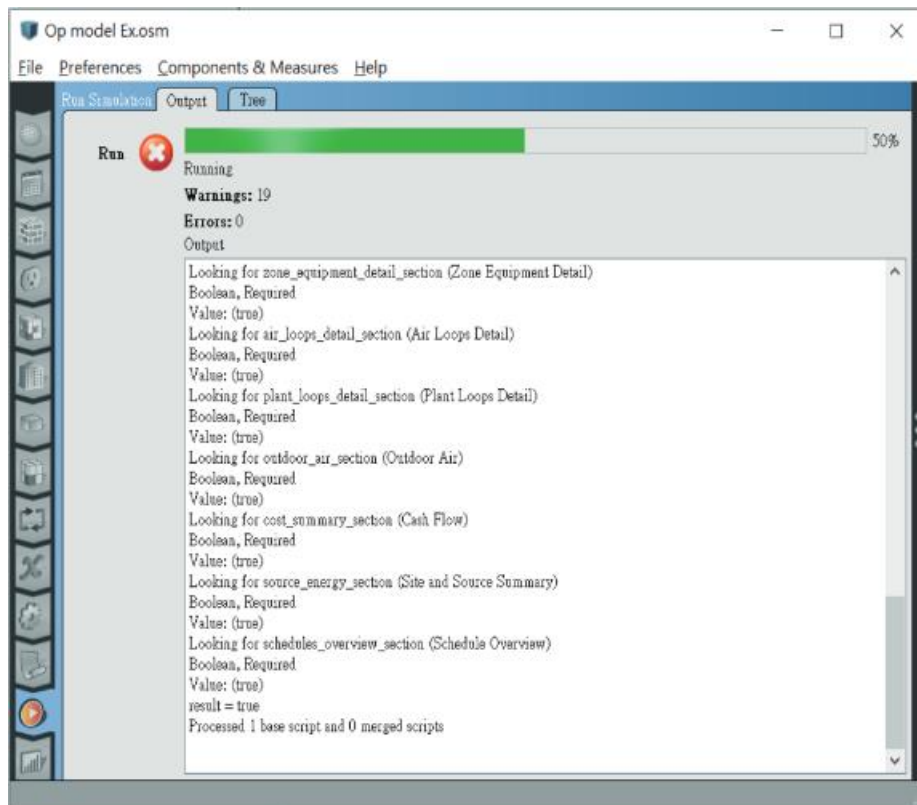 Op model Ex.osm
File Preferences Components & Measures Help
Run Simulation Output Tree
Run 50%
Running
Warnings: 19
Errors: 0
Output
Looking for zone_equipment_detail_section (Zone Equipment Detail)
Boolean, Required
Value: (true)
Looking for air_loops_detail_section (Air Loops Detail)
Boolean, Required
Value: (true)
Looking for plant_loops_detail_section (Plant Loops Detail)
Boolean, Required
Value: (true)
Looking for outdoor_air_section (Outdoor Air)
Boolean, Required
Value: (true)
Looking for cost_summary_section (Cash Flow)
Boolean, Required
Value: (true)
Looking for source_energy_section (Site and Source Summary)
Boolean, Required
Value: (true)
Looking for schedules_overview_section (Schedule Overview)
Boolean, Required
Value: (true)
result = true
Processed 1 base script and 0 merged scripts